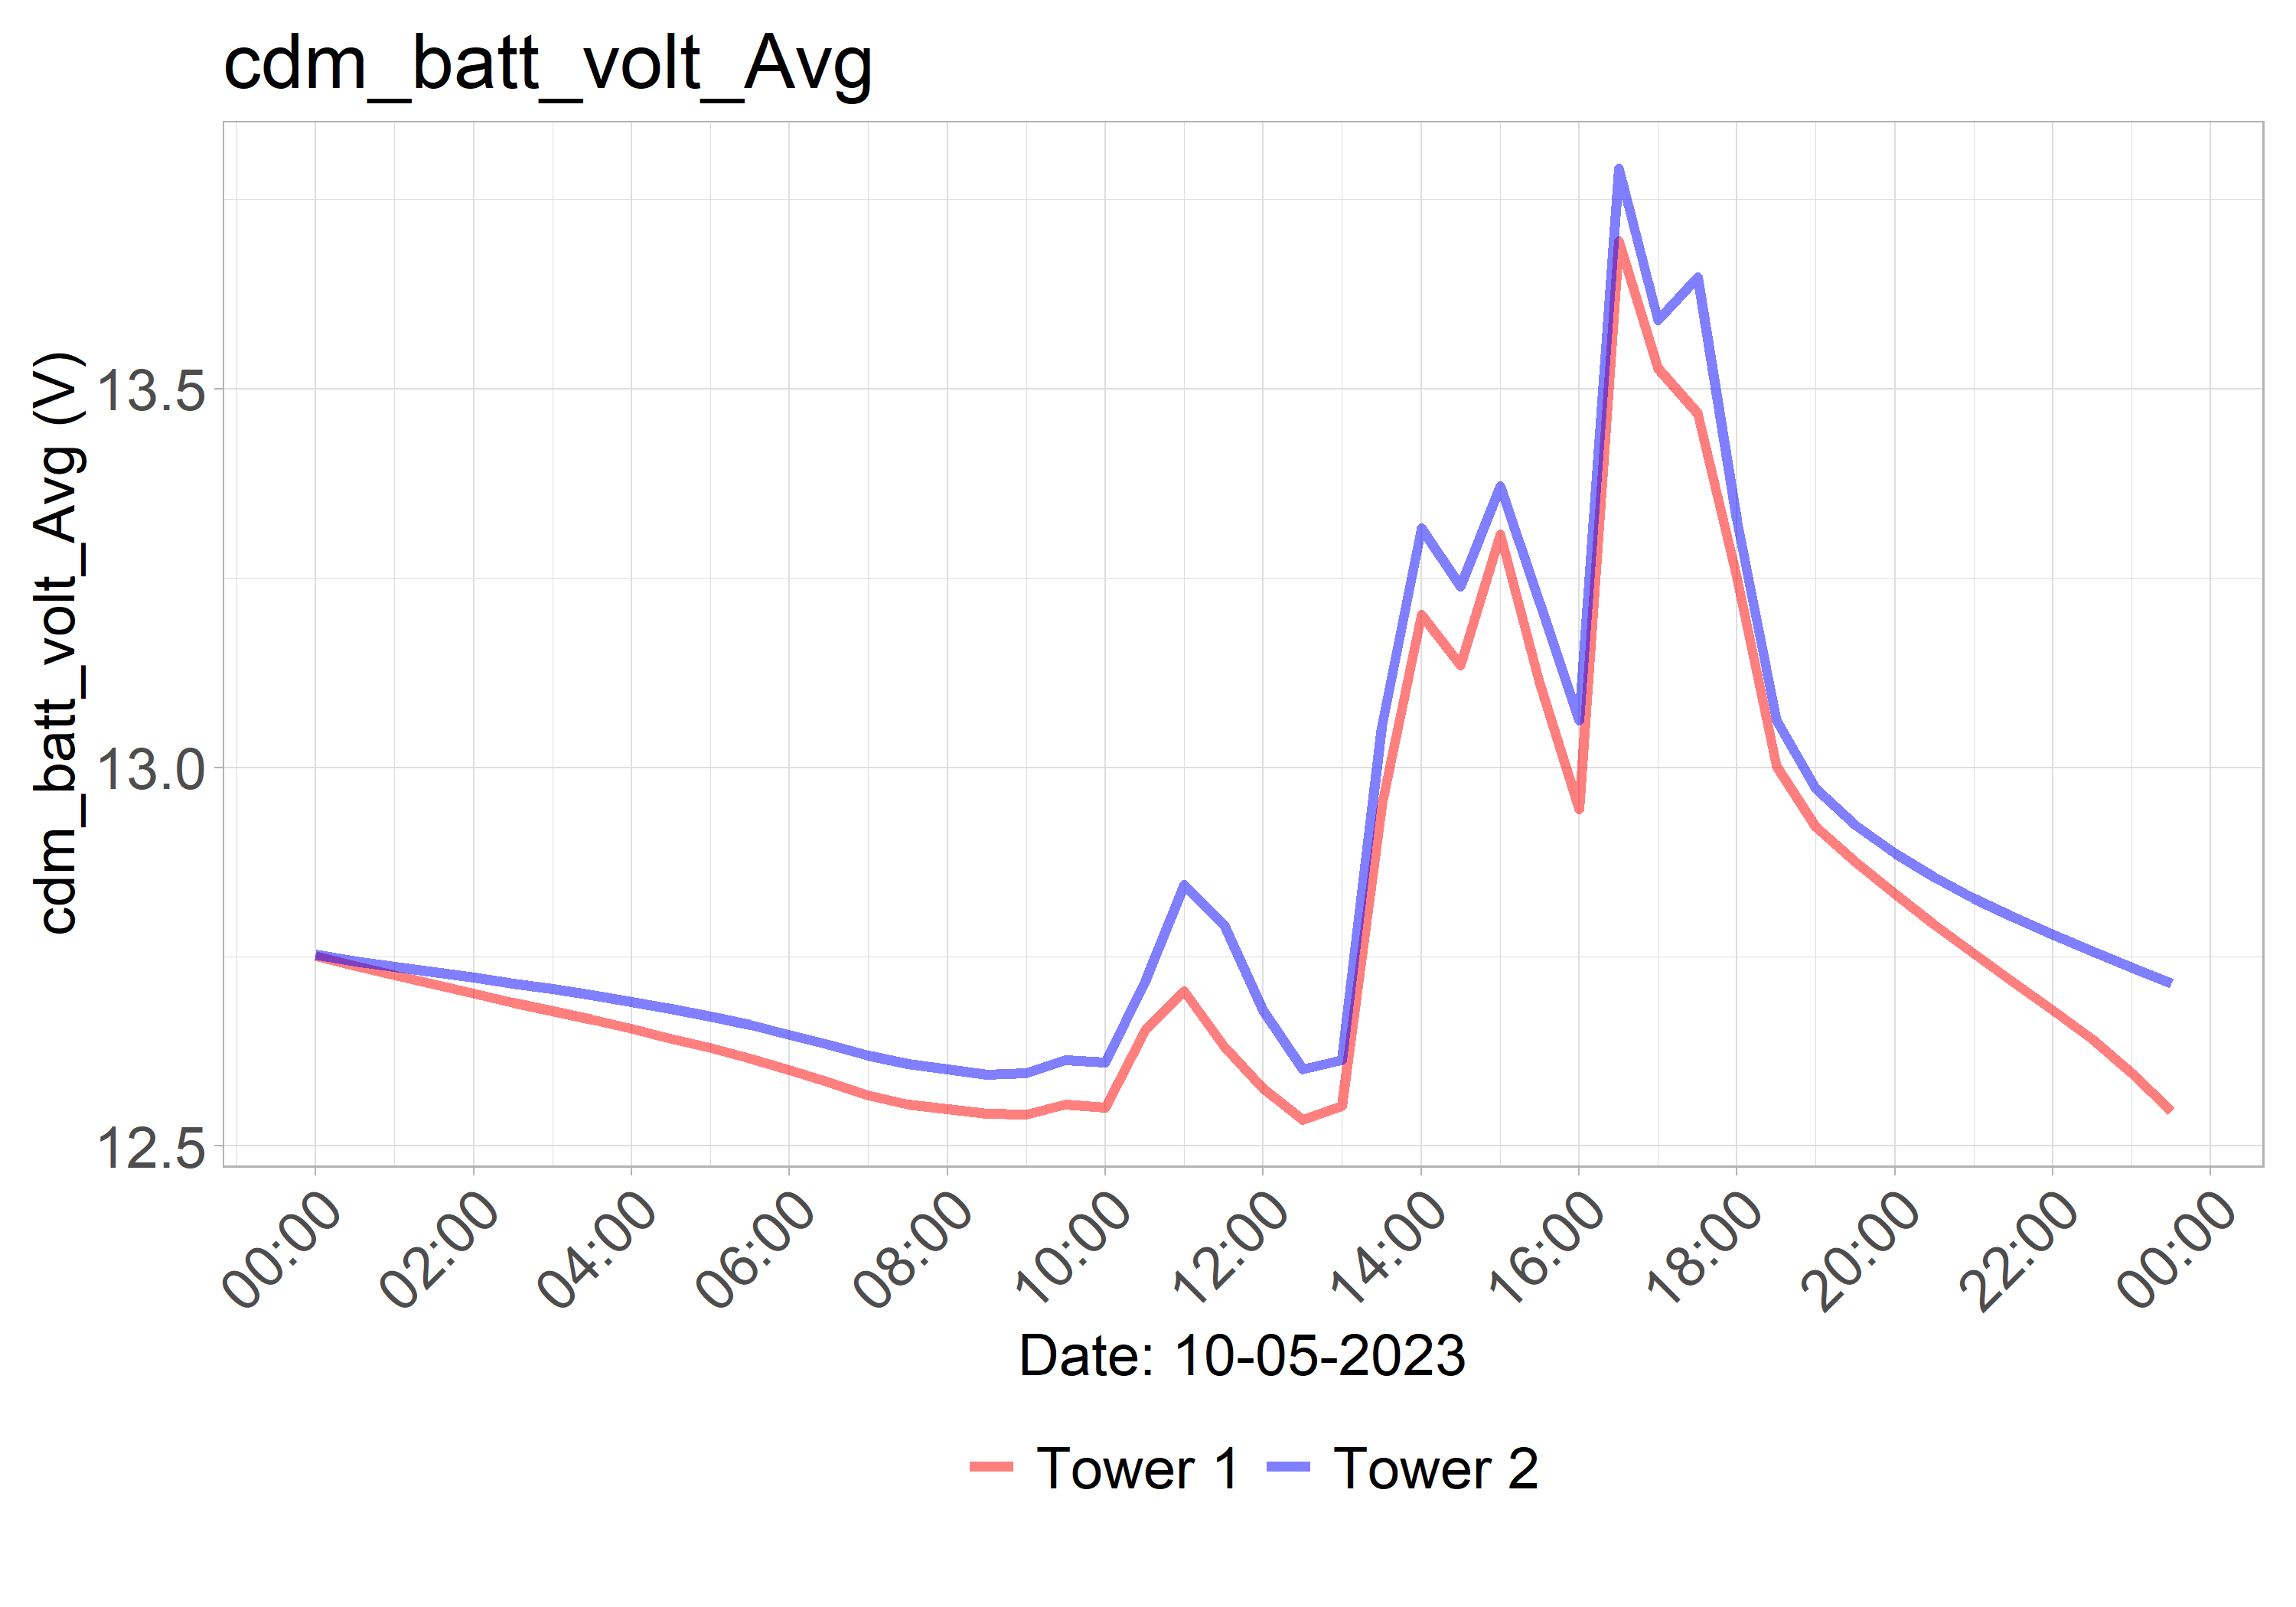 cdm_batt_volt_Avg
cdm_batt_volt_Avg (V)
13.5
13.0
12.5
00:00 02:00 04:00 06:00 08:00 10:00 12:00 14:00 16:00 18:00 20:00 22:00 00:00
Date: 10-05-2023
Tower 1 Tower 2